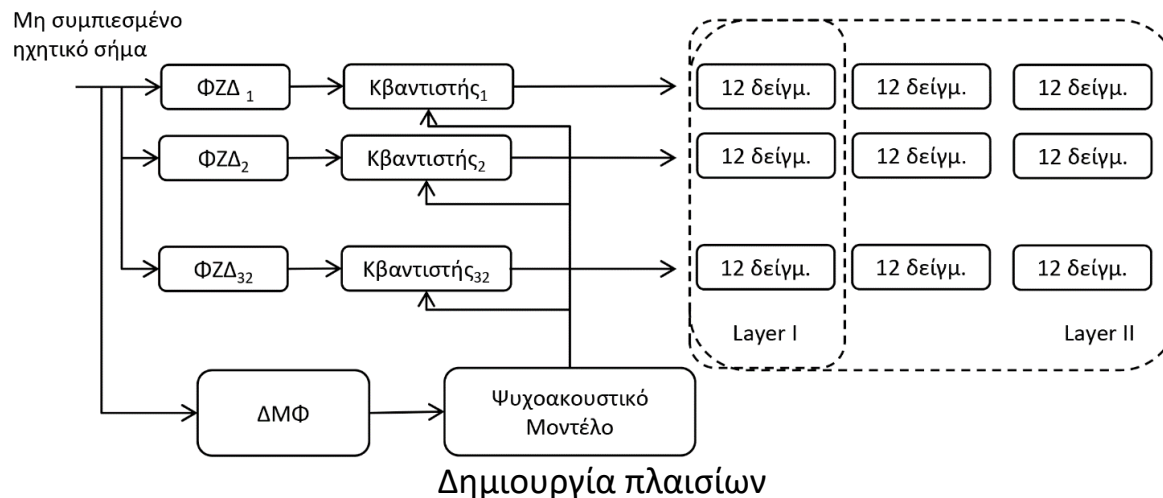 Μη συμπιεσμένο
ηχητικό σήμα
ΦΖΔ 1 Κβαντιστής1 12 δείγμ. 12 δείγμ. 12 δείγμ.
ΦΖΔ2 Κβαντιστής2 12 δείγμ. 12 δείγμ. 12 δείγμ.
ΦΖΔ32 Κβαντιστής32 12 δείγμ. 12 δείγμ. 12 δείγμ.
Layer I Layer II
ΔΜΦ Ψυχοακουστικό
Μοντέλο
Δημιουργία πλαισίων